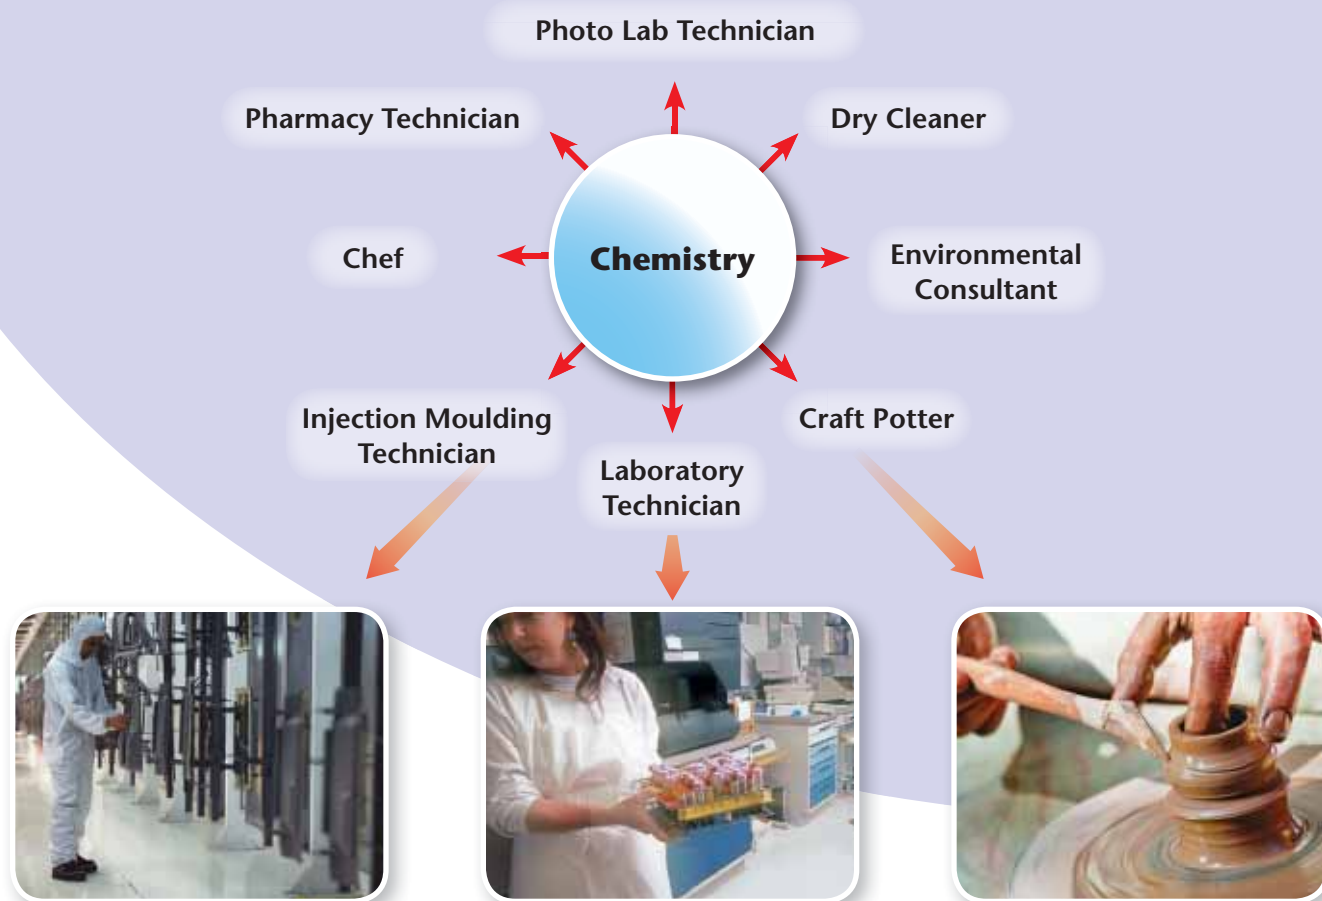 Photo Lab Technician
Pharmacy Technician
Dry Cleaner
Chef
Chemistry
Environmental
Consultant
Injection Moulding
Technician
Craft Potter
Laboratory
Technician